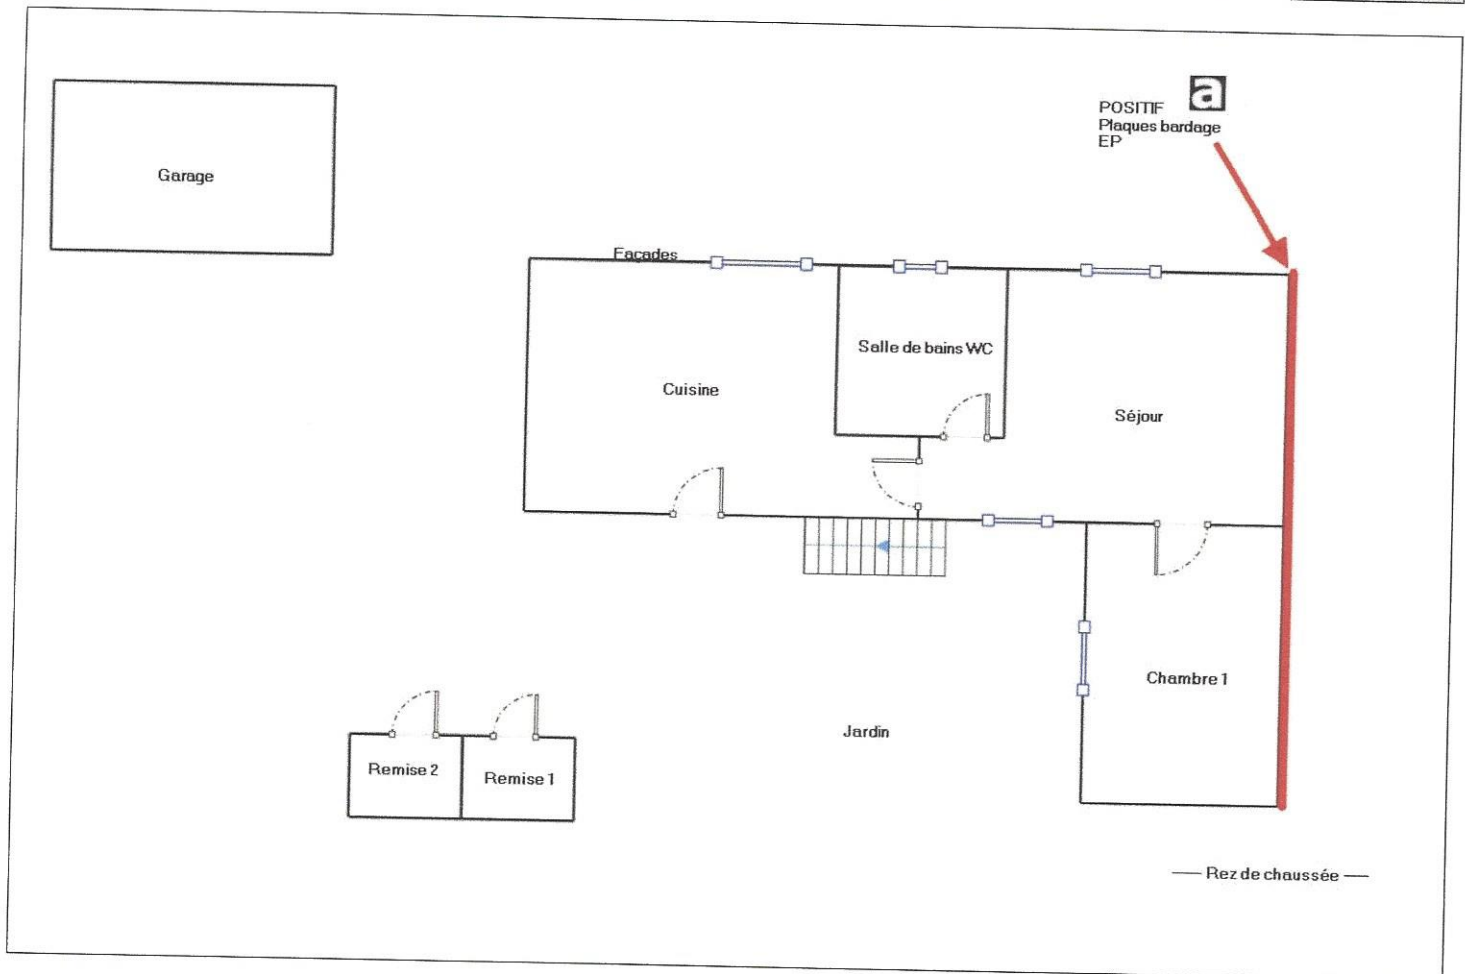 a
POSITIF
Plaques bardage
EP
Garage
Façades
Salle de bains WC
Cuisine
Séjour
Chambre 1
Jardin
Remise 2
Remise 1
Rez de chaussée